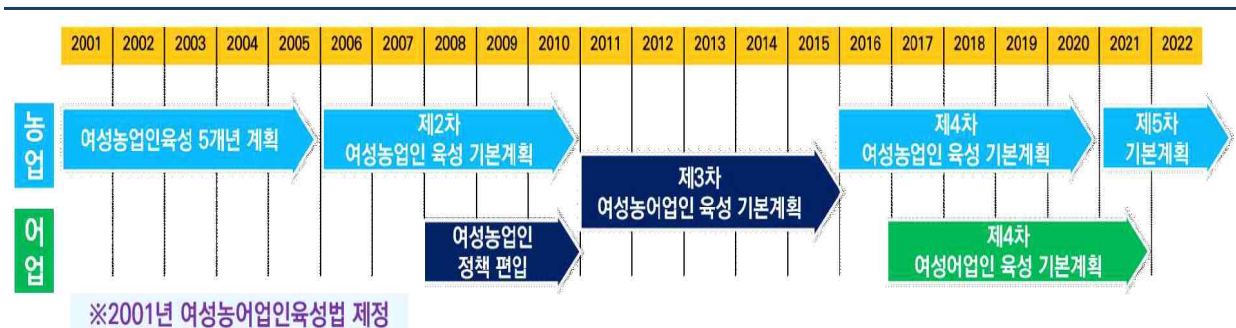 2001 2002 2003 2004 2005 2006 2007 2008 2009 2010 2011 2012 2013 2014 2015 2016 2017 2018 2019 2020 2021 2022
농업
여성농업인육성 5개년 계획
제2차
여성농업인 육성 기본계획
제4차
여성농업인 육성 기본계획
제5차
기본계획
제3차
여성농어업인 육성 기본계획
어업
여성농업인
정책 편입
제4차
여성어업인 육성 기본계획
※2001년 여성농어업인육성법 제정